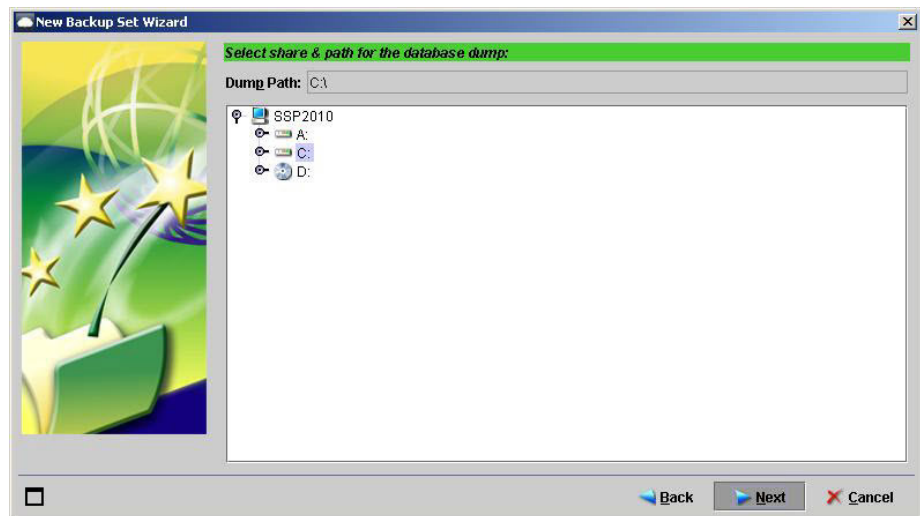 New Backup Set Wizard
Select share & path for the database dump:
Dump Path: C:\
SSP2010
A:
C:
D:
Back Next Cancel